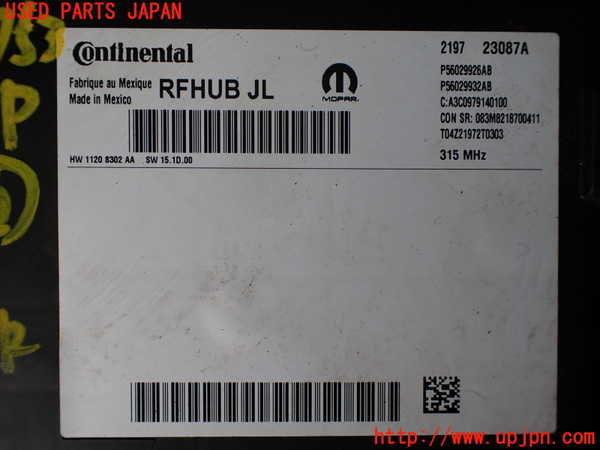 USED PARTS JAPAN
Continental
Fabrique au Mexique
Made in Mexico
RFHUB JL
MOPAR
HW 1120 8302 AA SW 15.1D.00
2197 23087A
P56029926AB
P56029932AB
C:A3C0979140100
CON SR: 083M8218700411
T04Z21972T0303
315 MHz
http://www.upjpn.com